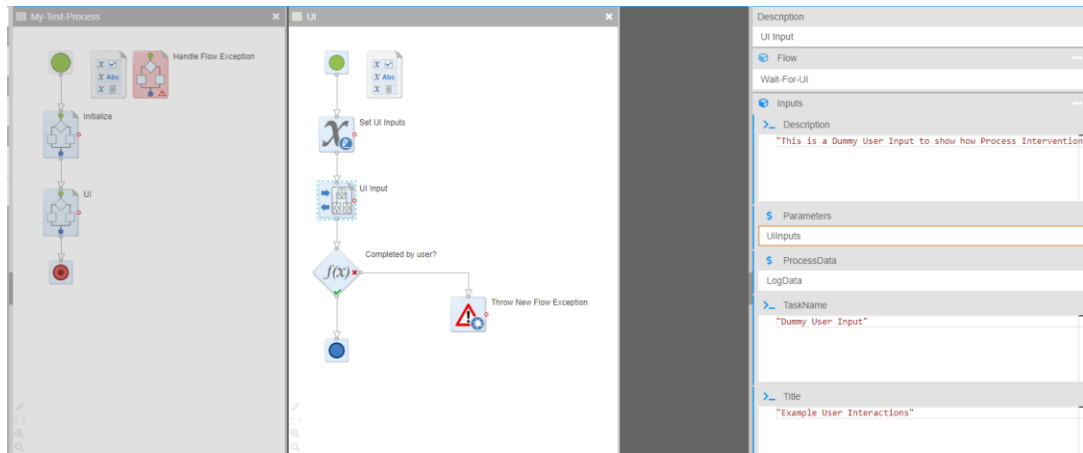 My-Test-Process
Handle Flow Exception
X Abc
Initialize
UI
UI
X Abc
Set UI Inputs
UI Input
Completed by user?
f(x)
Throw New Flow Exception
Description
UI Input
Flow
Wait-For-UI
Inputs
Description
"This is a Dummy User Input to show how Process Intervention
Parameters
UiInputs
ProcessData
LogData
TaskName
"Dummy User Input"
Title
"Example User Interactions"